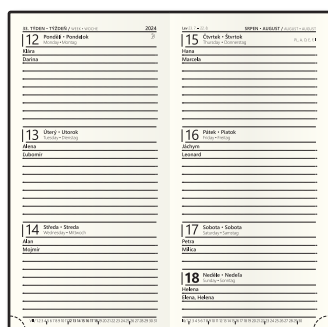 33. TÝDEN • TÝŽDEŇ / WEEK • WOCHE
2024
12 Pondělí • Pondelok
Monday • Montag
Klára
Darina
13 Úterý • Utorok
Tuesday • Dienstag
Alena
Ľubomír
14 Středa • Streda
Wednesday • Mittwoch
Alan
Mojmír
SRPEN • AUGUST / AUGUST • AUGUST
15 Čtvrtek • Štvrtok
Thursday • Donnerstag
Hana
Marcela
16 Pátek • Piatok
Friday • Freitag
Jáchym
Leonard
17 Sobota • Sobota
Saturday • Samstag
Petra
Milica
18 Neděle • Nedeľa
Sunday • Sonntag
Helena
Elena, Helena